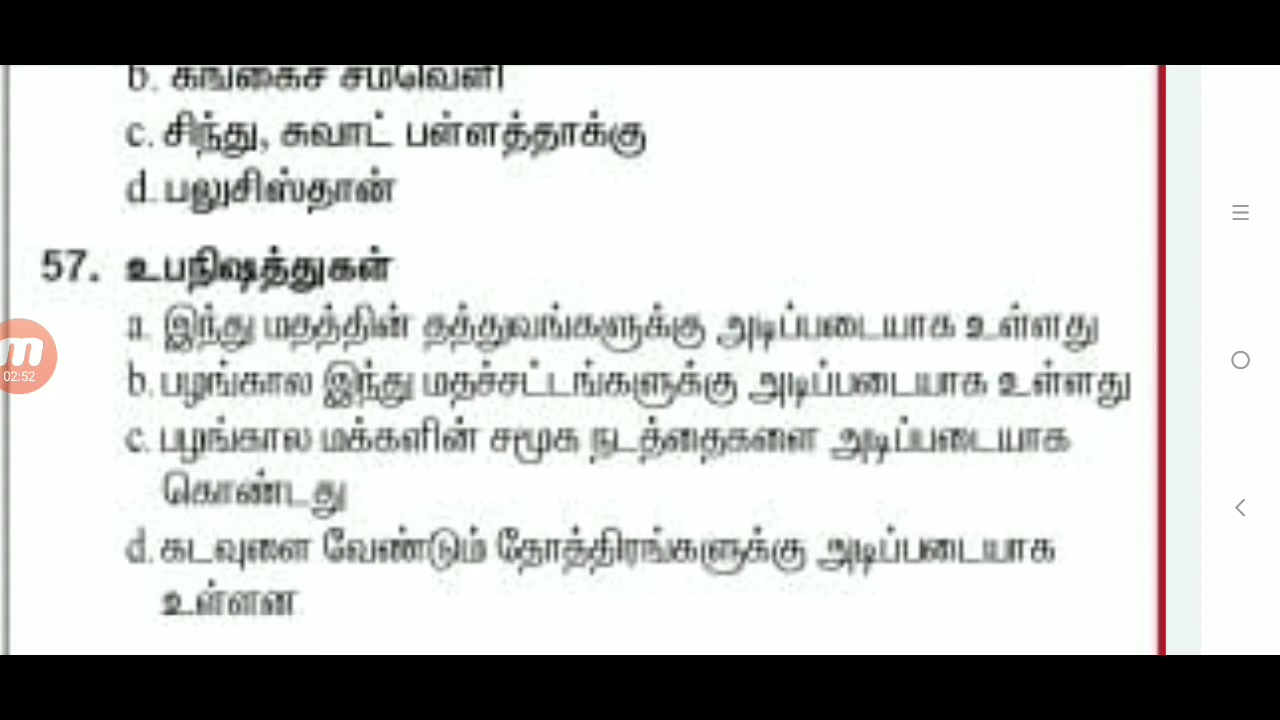 b. கங்கைச் சமவெளி
c. சிந்து, சுவாட் பள்ளத்தாக்கு
d. பலுசிஸ்தான்
57. உபநிஷத்துகள்
a. இந்து மதத்தின் தத்துவங்களுக்கு அடிப்படையாக உள்ளது
b. பழங்கால இந்து மதச்சட்டங்களுக்கு அடிப்படையாக உள்ளது
c. பழங்கால மக்களின் சமூக நடத்தைகளை அடிப்படையாக
கொண்டது
d. கடவுளை வேண்டும் தோத்திரங்களுக்கு அடிப்படையாக
உள்ளன
02:52